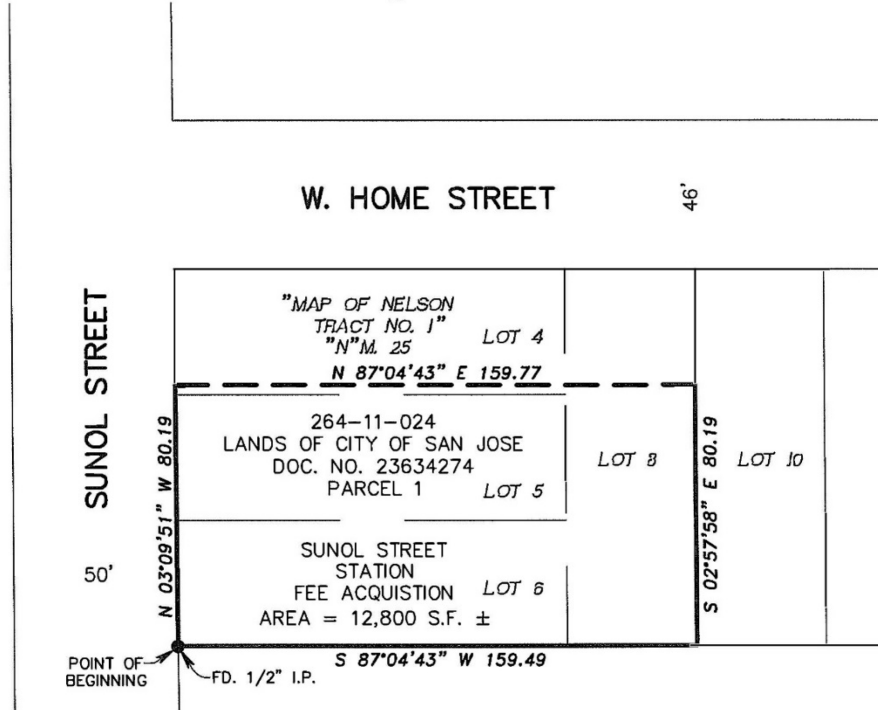 W. HOME STREET
46'
SUNOL STREET
50'
"MAP OF NELSON
TRACT NO. 1"
"N"M. 25
LOT 4
N 87°04'43" E 159.77
N 03°09'51" W 80.19
264-11-024
LANDS OF CITY OF SAN JOSE
DOC. NO. 23634274
PARCEL 1
LOT 5
LOT 8
S 02°57'58" E 80.19
LOT 10
SUNOL STREET
STATION
FEE ACQUISTION
AREA = 12,800 S.F. ±
LOT 6
S 87°04'43" W 159.49
POINT OF
BEGINNING
FD. 1/2" I.P.